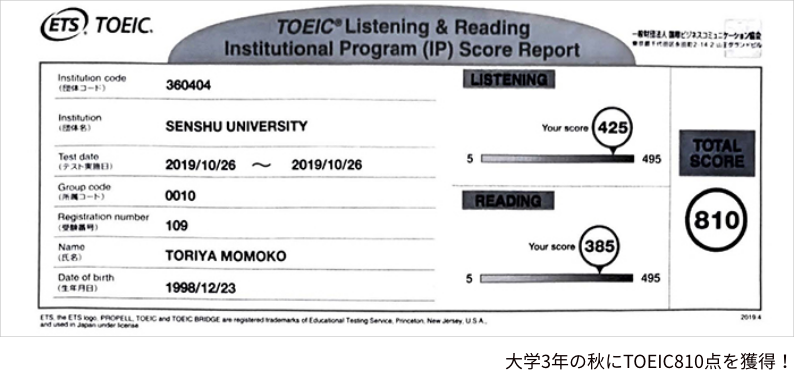 ETS TOEIC.
TOEIC® Listening & Reading
Institutional Program (IP) Score Report
一般財団法人 国際ビジネスコミュニケーション協会
東京都千代田区永田町2-14-2 山王グランドビル
Institution code
(団体コード)
360404
Institution
(団体名)
SENSHU UNIVERSITY
Test date
(テスト実施日)
2019/10/26 ~ 2019/10/26
Group code
(所属コード)
0010
Registration number
(受験番号)
109
Name
(氏名)
TORIYA MOMOKO
Date of birth
(生年月日)
1998/12/23
LISTENING
Your score 425
5 495
READING
Your score 385
5 495
TOTAL
SCORE
810
ETS, the ETS logo, PROPELL, TOEIC and TOEIC BRIDGE are registered trademarks of Educational Testing Service, Princeton, New Jersey, U.S.A.,
and used in Japan under license
2019.4
大学3年の秋にTOEIC810点を獲得！